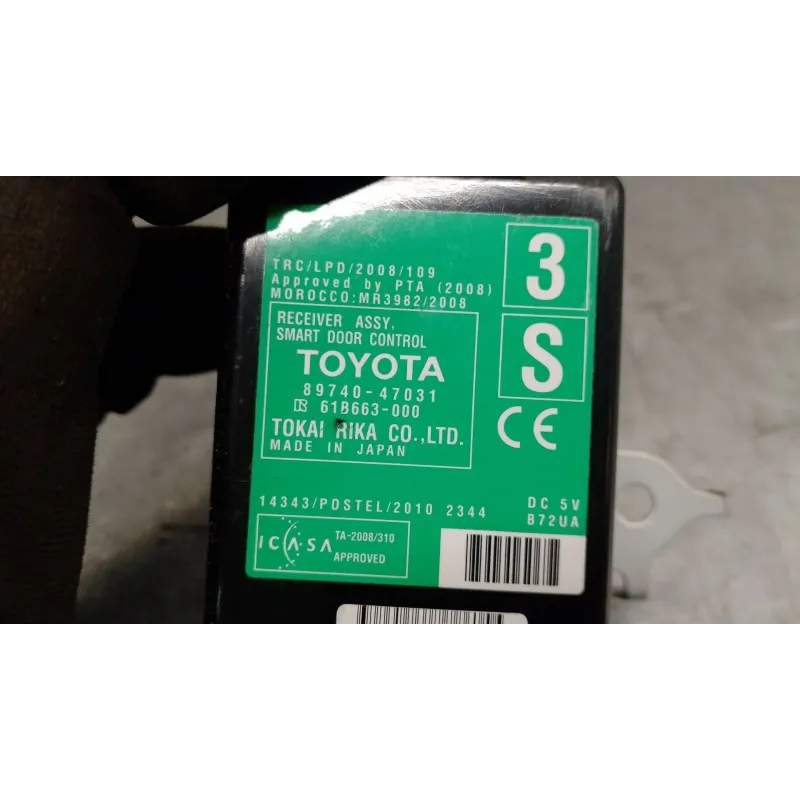 TRC/LPD/2008/109
Approved by PTA (2008)
MOROCCO:MR3982/2008
3
RECEIVER ASSY,
SMART DOOR CONTROL
TOYOTA
89740-47031
61B663-000
TOKAI RIKA CO.,LTD.
MADE IN JAPAN
S
CE
14343/POSTEL/2010 2344
DC 5V
B72UA
ICASA
TA-2008/310
APPROVED